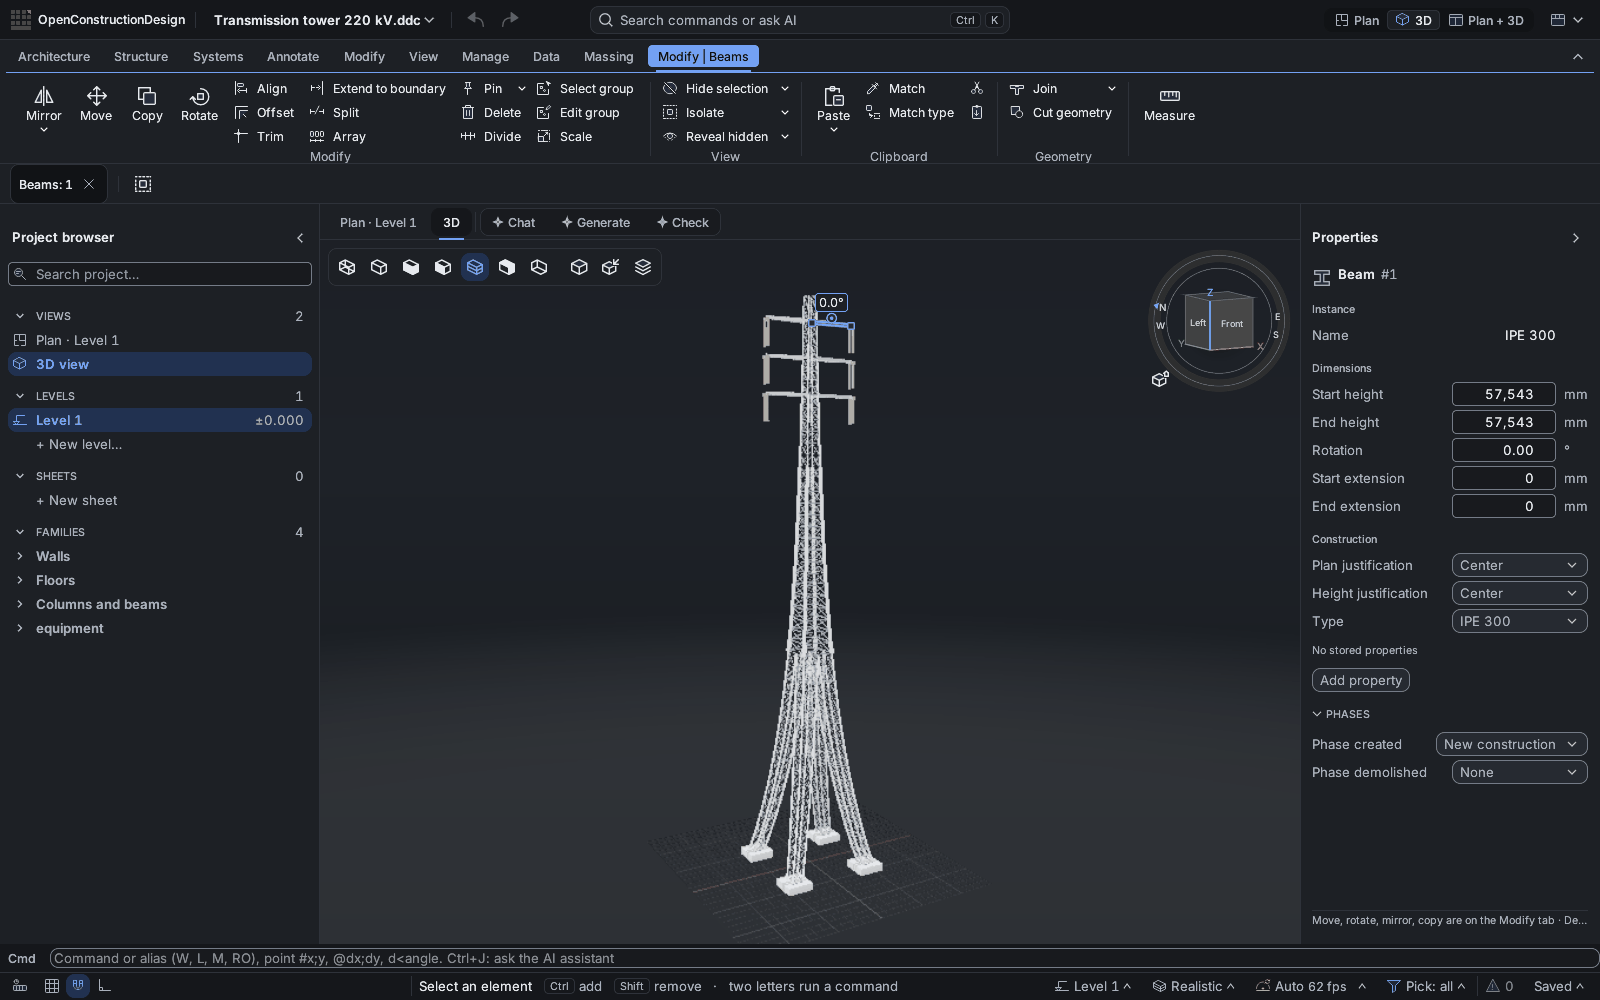 OpenConstructionDesign
Transmission tower 220 kV.ddc
Search commands or ask AI
Ctrl K
Plan
3D
Plan + 3D
Architecture Structure Systems Annotate Modify View Manage Data Massing Modify | Beams
Mirror
Move
Copy
Rotate
Align
Offset
Trim
Extend to boundary
Split
Array
Pin
Delete
Divide
Select group
Edit group
Scale
Modify
Hide selection
Isolate
Reveal hidden
View
Paste
Match
Match type
Clipboard
Join
Cut geometry
Geometry
Measure
Beams: 1
Project browser
Search project...
VIEWS 2
Plan · Level 1
3D view
LEVELS 1
Level 1 ±0.000
+ New level...
SHEETS 0
+ New sheet
FAMILIES 4
Walls
Floors
Columns and beams
equipment
Plan · Level 1
3D
Chat
Generate
Check
0.0°
N
W
E
S
Z
Left
Front
Y
X
Properties
Beam #1
Instance
Name IPE 300
Dimensions
Start height 57,543 mm
End height 57,543 mm
Rotation 0.00 °
Start extension 0 mm
End extension 0 mm
Construction
Plan justification Center
Height justification Center
Type IPE 300
No stored properties
Add property
PHASES
Phase created New construction
Phase demolished None
Move, rotate, mirror, copy are on the Modify tab · De...
Cmd Command or alias (W, L, M, RO), point #x;y, @dx;dy, d<angle. Ctrl+J: ask the AI assistant
Select an element Ctrl add Shift remove · two letters run a command
Level 1
Realistic
Auto 62 fps
Pick: all
0
Saved